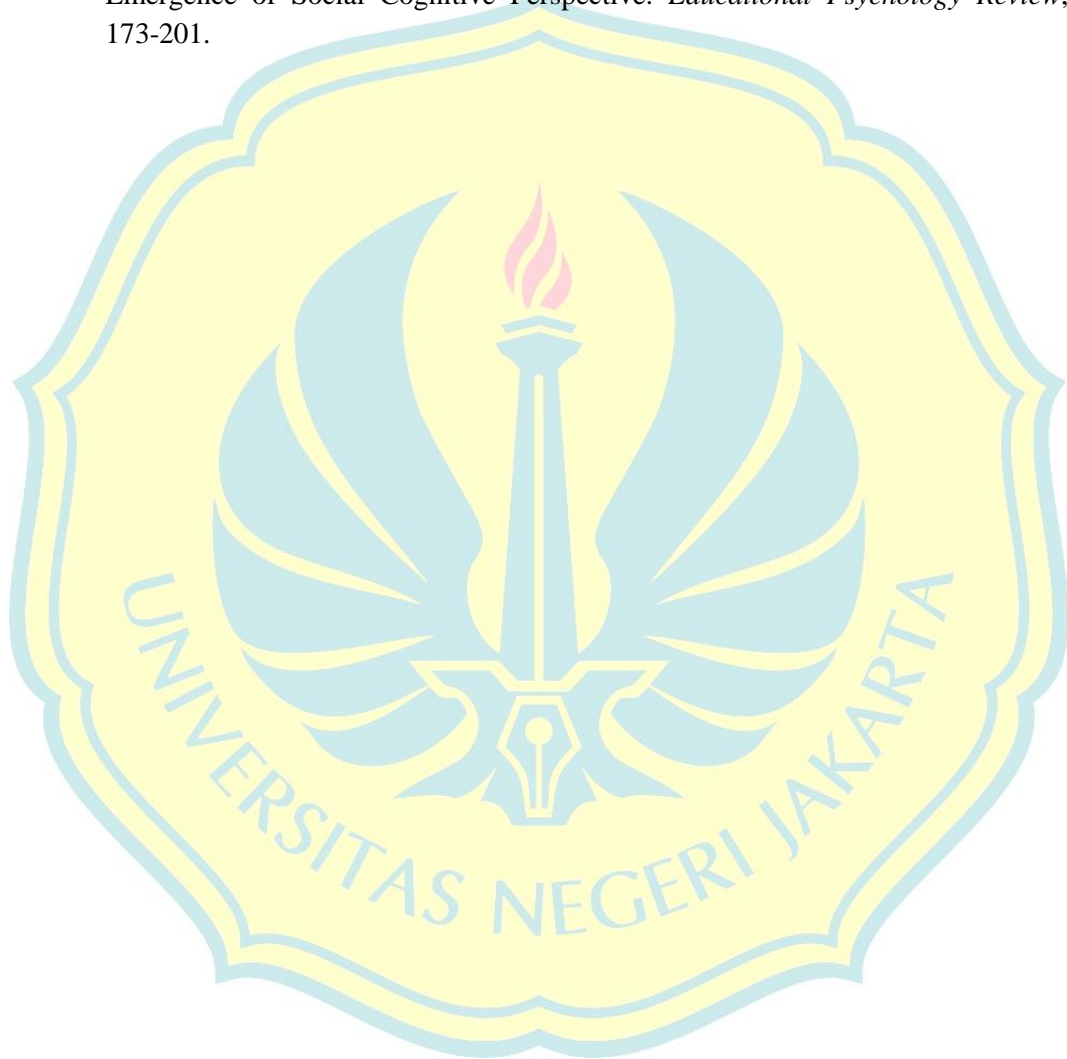 Emergence of Social Cognitive Perspective. Educational Psychology Review,
173-201.
UNIVERSITAS NEGERI JAKARTA